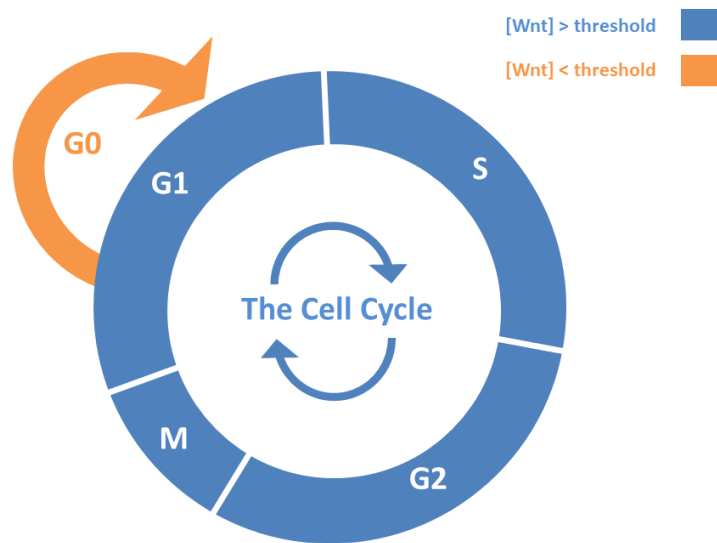 [Wnt] > threshold
[Wnt] < threshold
G0
G1
S
The Cell Cycle
M
G2